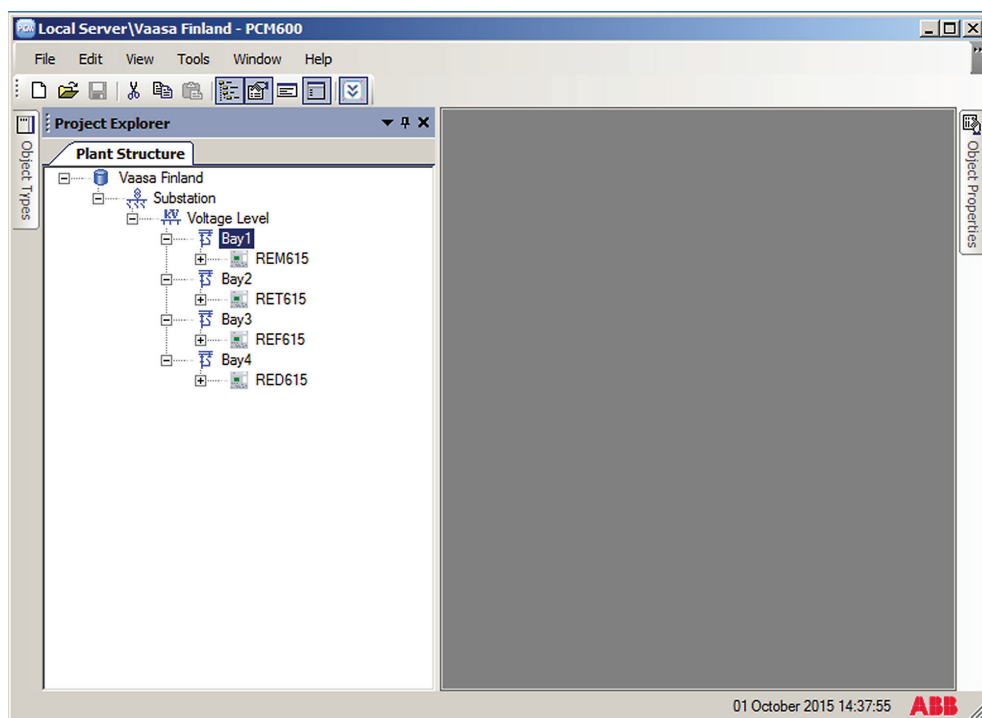 Local Server\Vaasa Finland - PCM600
File Edit View Tools Window Help
Project Explorer
Plant Structure
Object Types
Object Properties
Vaasa Finland
Substation
Voltage Level
Bay1
REM615
Bay2
RET615
Bay3
REF615
Bay4
RED615
01 October 2015 14:37:55
ABB